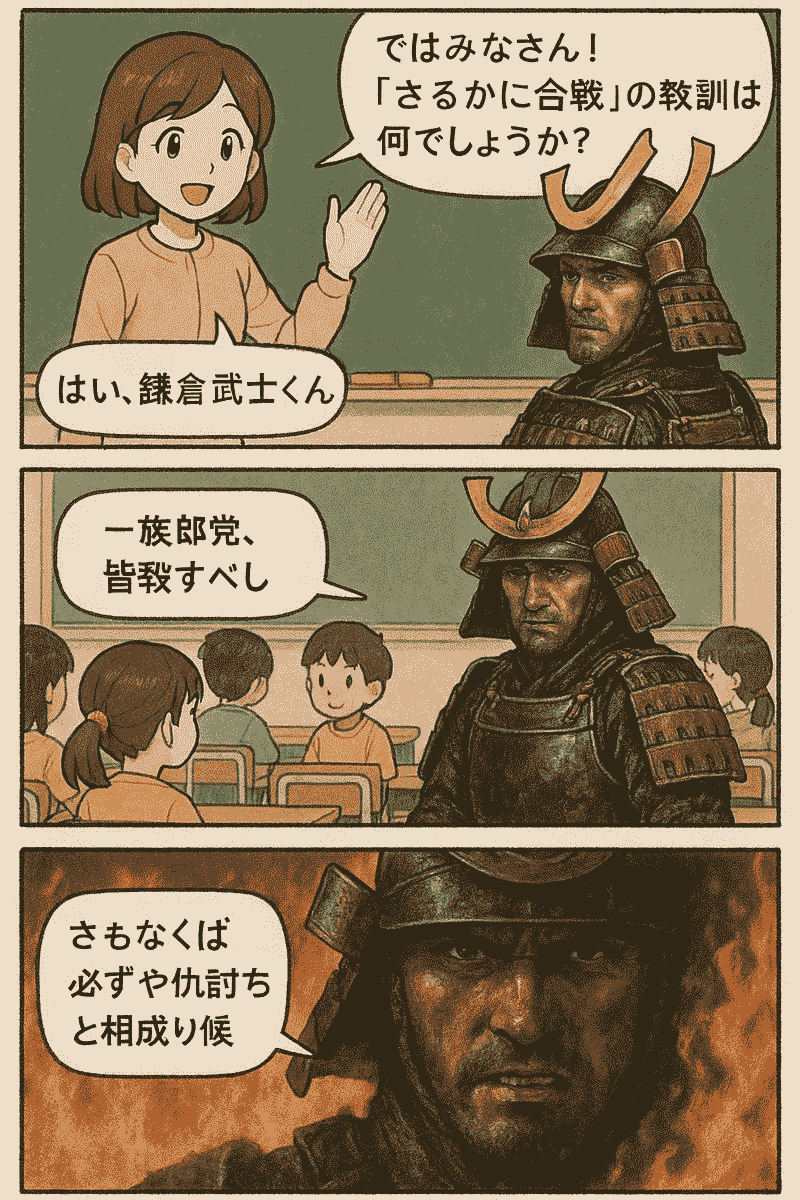 ではみなさん!
「さるかに合戦」の教訓は
何でしょうか?
はい、鎌倉武士くん
一族郎党、
皆殺すべし
さもなくば
必ずや仇討ち
と相成り候